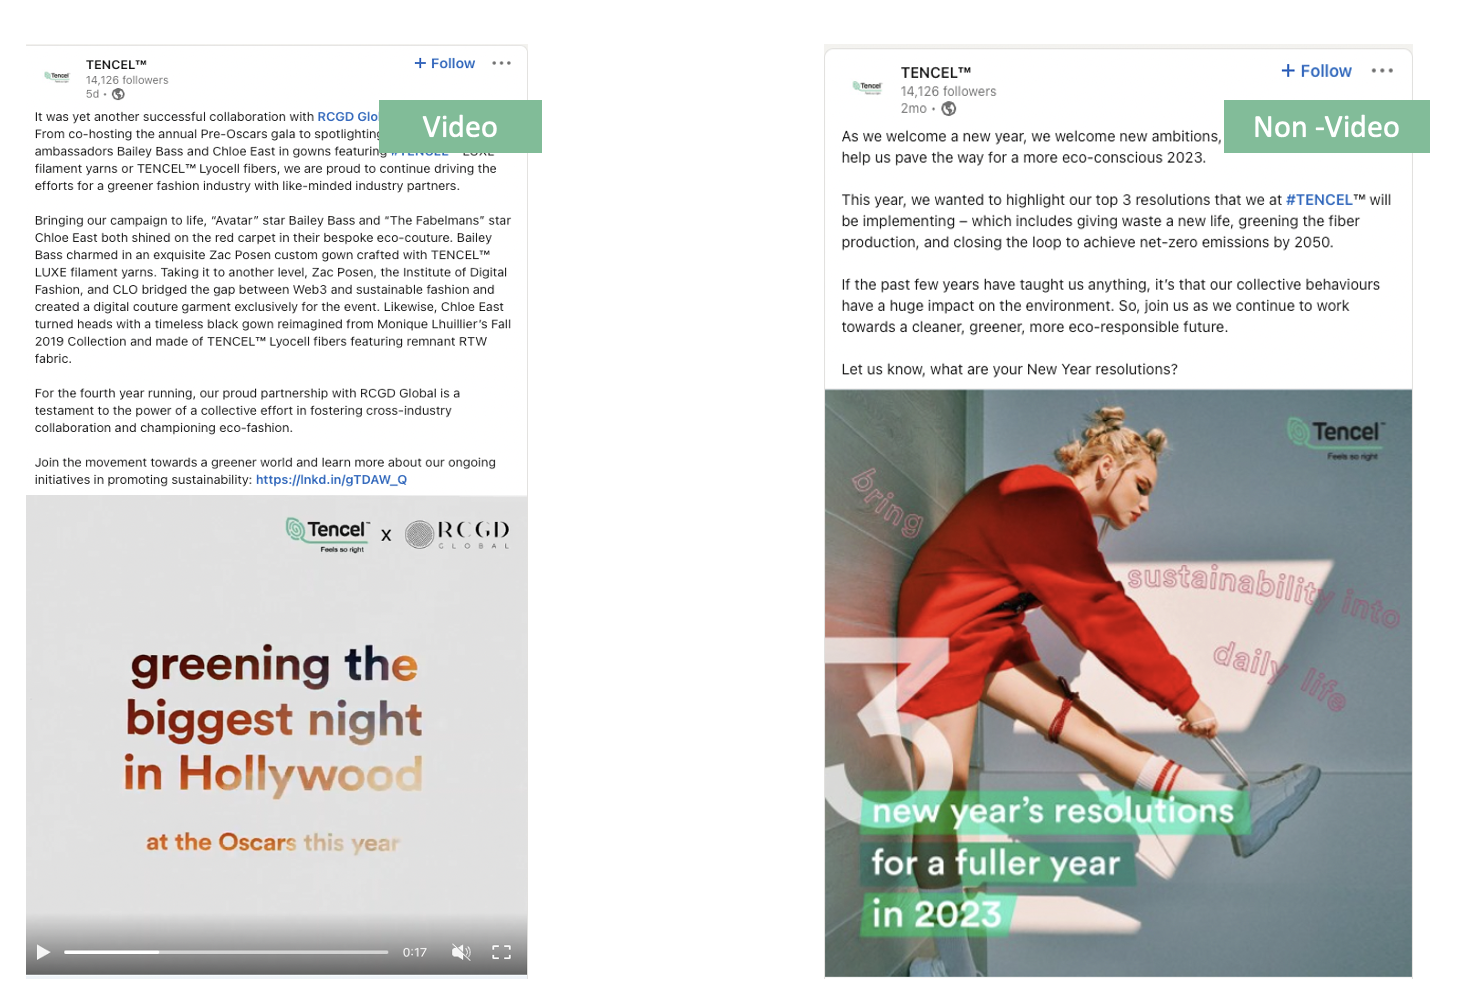 TENCEL™
14,126 followers
5d •
+ Follow
Video
It was yet another successful collaboration with RCGD Glo
From co-hosting the annual Pre-Oscars gala to spotlighting
ambassadors Bailey Bass and Chloe East in gowns featuring #TENCEL™ LUXE
filament yarns or TENCEL™ Lyocell fibers, we are proud to continue driving the
efforts for a greener fashion industry with like-minded industry partners.
Bringing our campaign to life, “Avatar” star Bailey Bass and “The Fabelmans” star
Chloe East both shined on the red carpet in their bespoke eco-couture. Bailey
Bass charmed in an exquisite Zac Posen custom gown crafted with TENCEL™
LUXE filament yarns. Taking it to another level, Zac Posen, the Institute of Digital
Fashion, and CLO bridged the gap between Web3 and sustainable fashion and
created a digital couture garment exclusively for the event. Likewise, Chloe East
turned heads with a timeless black gown reimagined from Monique Lhuillier’s Fall
2019 Collection and made of TENCEL™ Lyocell fibers featuring remnant RTW
fabric.
For the fourth year running, our proud partnership with RCGD Global is a
testament to the power of a collective effort in fostering cross-industry
collaboration and championing eco-fashion.
Join the movement towards a greener world and learn more about our ongoing
initiatives in promoting sustainability: https://lnkd.in/gTDAW_Q
Tencel™ x RCGD
Feels so right GLOBAL
greening the
biggest night
in Hollywood
at the Oscars this year
0:17
TENCEL™
14,126 followers
2mo •
+ Follow
Non -Video
As we welcome a new year, we welcome new ambitions,
help us pave the way for a more eco-conscious 2023.
This year, we wanted to highlight our top 3 resolutions that we at #TENCEL™ will
be implementing – which includes giving waste a new life, greening the fiber
production, and closing the loop to achieve net-zero emissions by 2050.
If the past few years have taught us anything, it’s that our collective behaviours
have a huge impact on the environment. So, join us as we continue to work
towards a cleaner, greener, more eco-responsible future.
Let us know, what are your New Year resolutions?
Tencel™
Feels so right
bring
sustainability into
daily life
3
new year’s resolutions
for a fuller year
in 2023